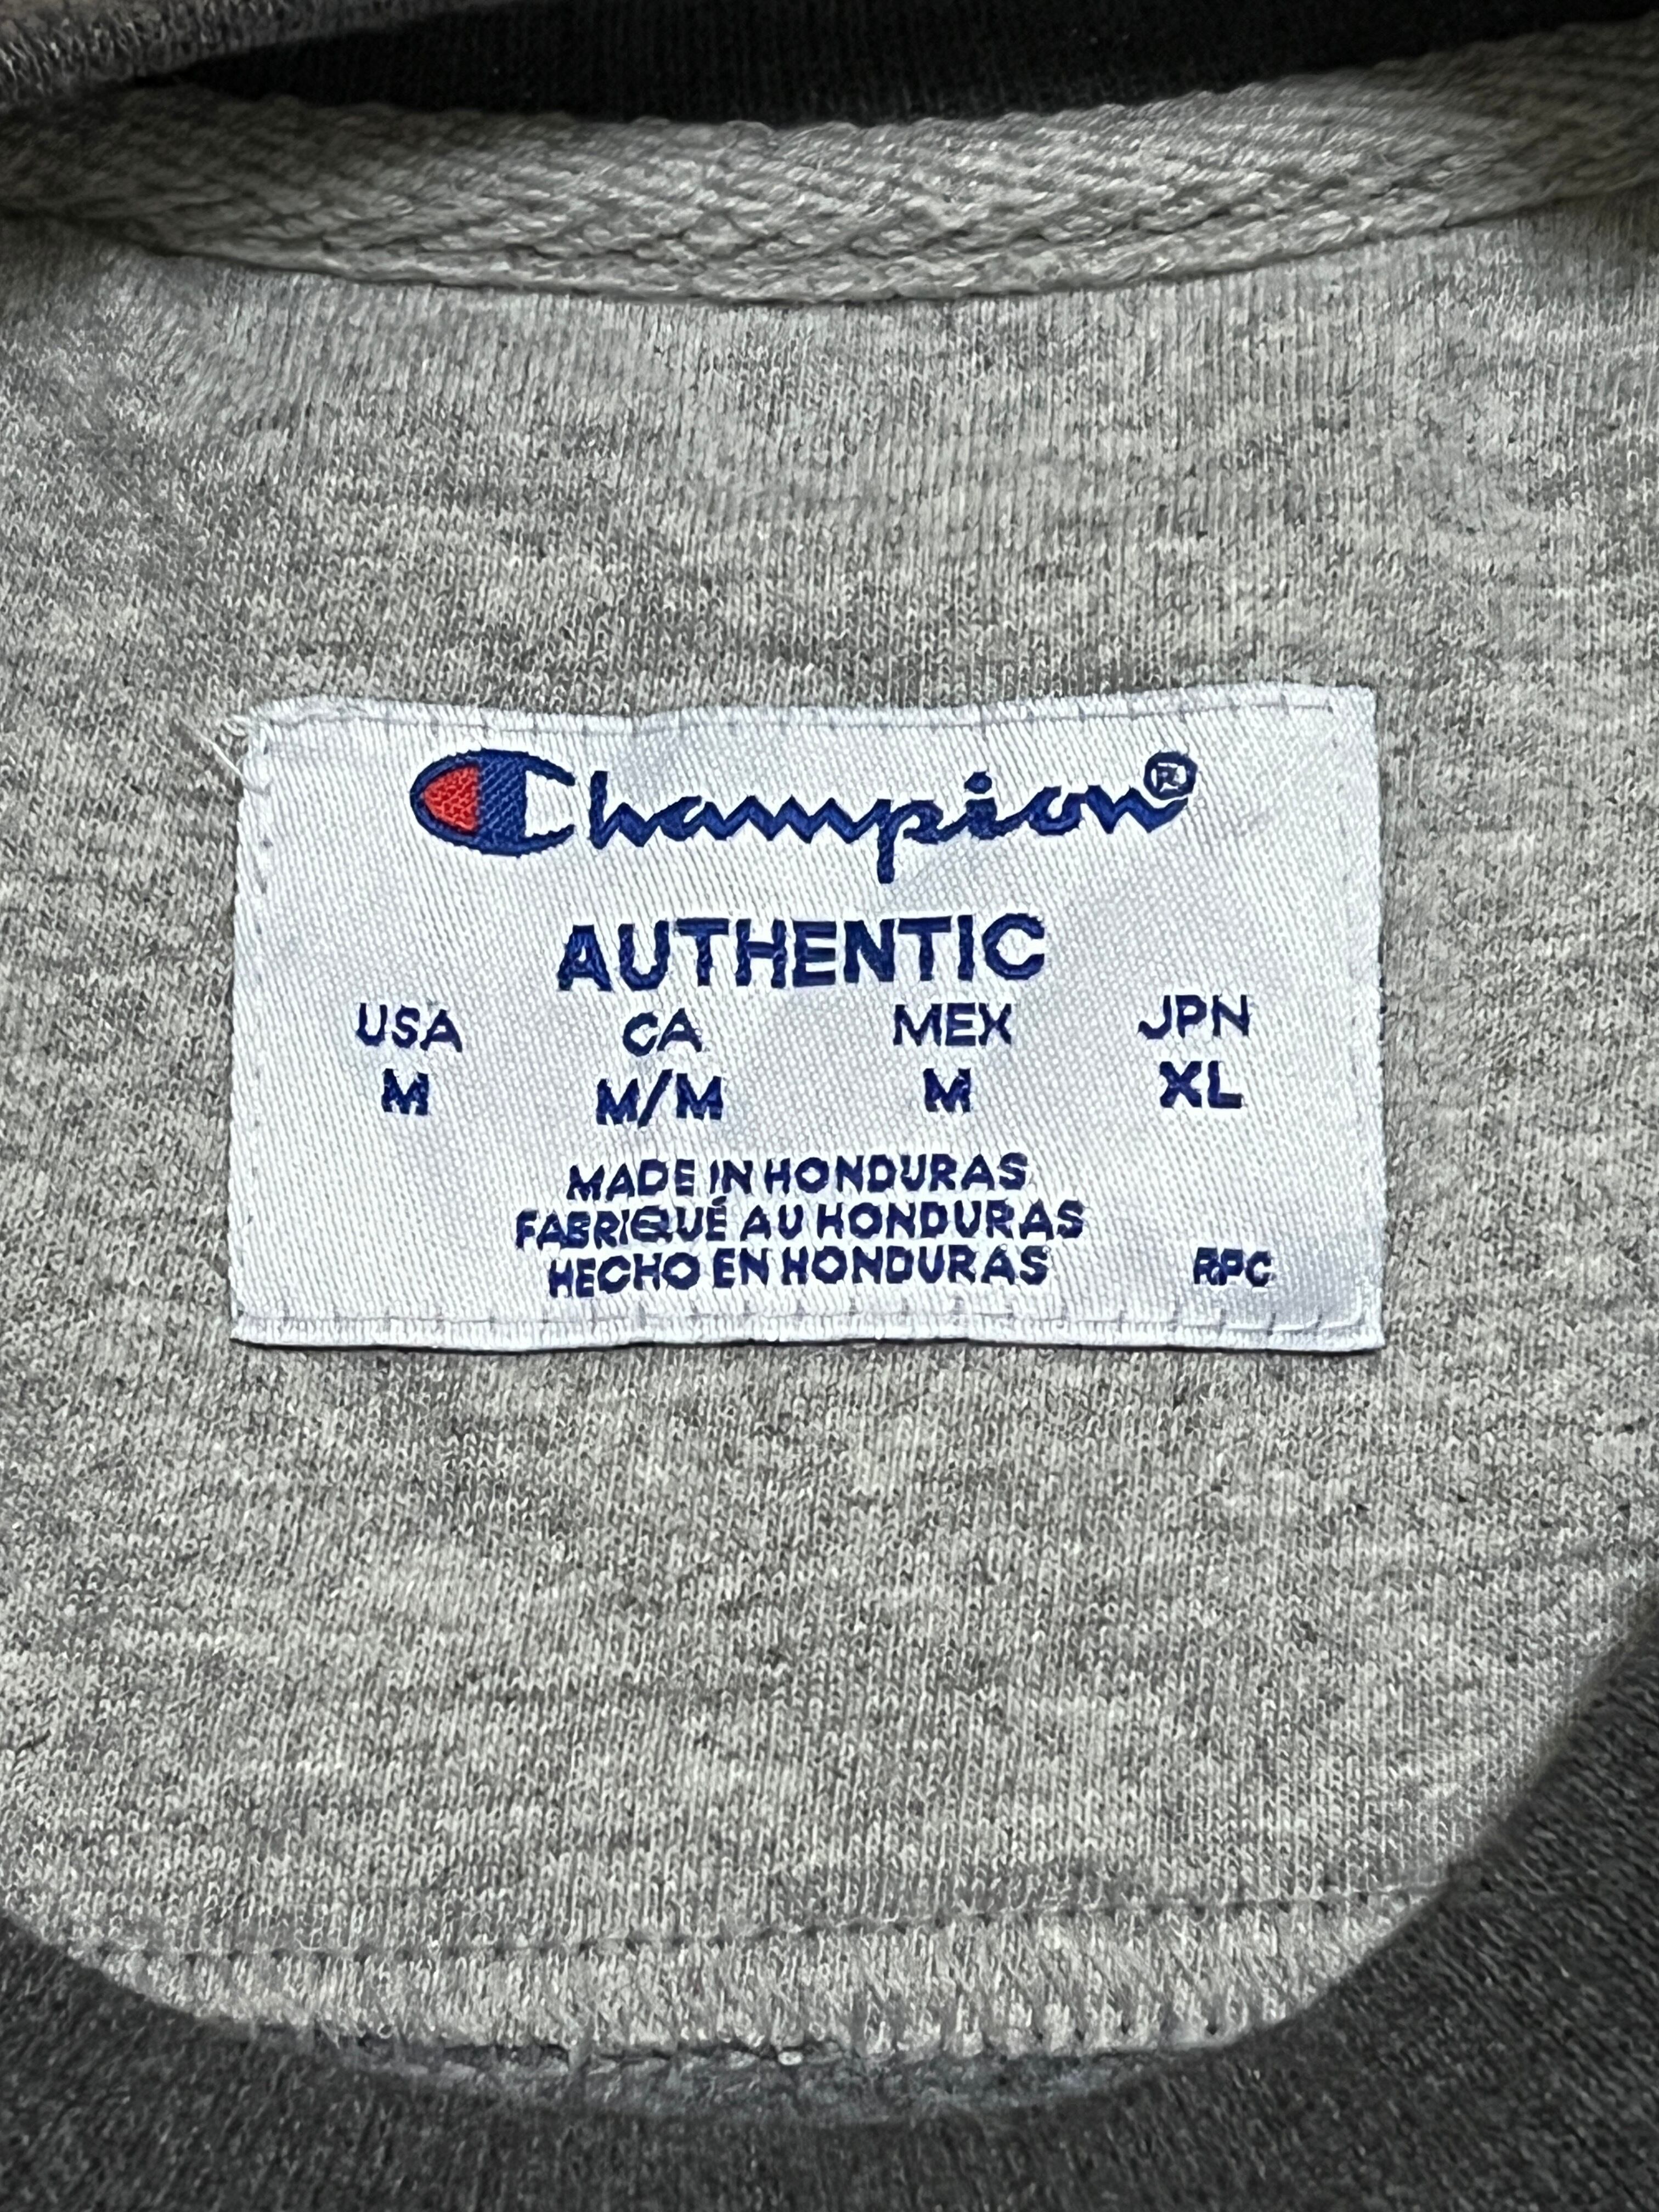 Champion®
AUTHENTIC
USA CA MEX JPN
M M/M M XL
MADE IN HONDURAS
FABRIQUÉ AU HONDURAS
HECHO EN HONDURAS RPC